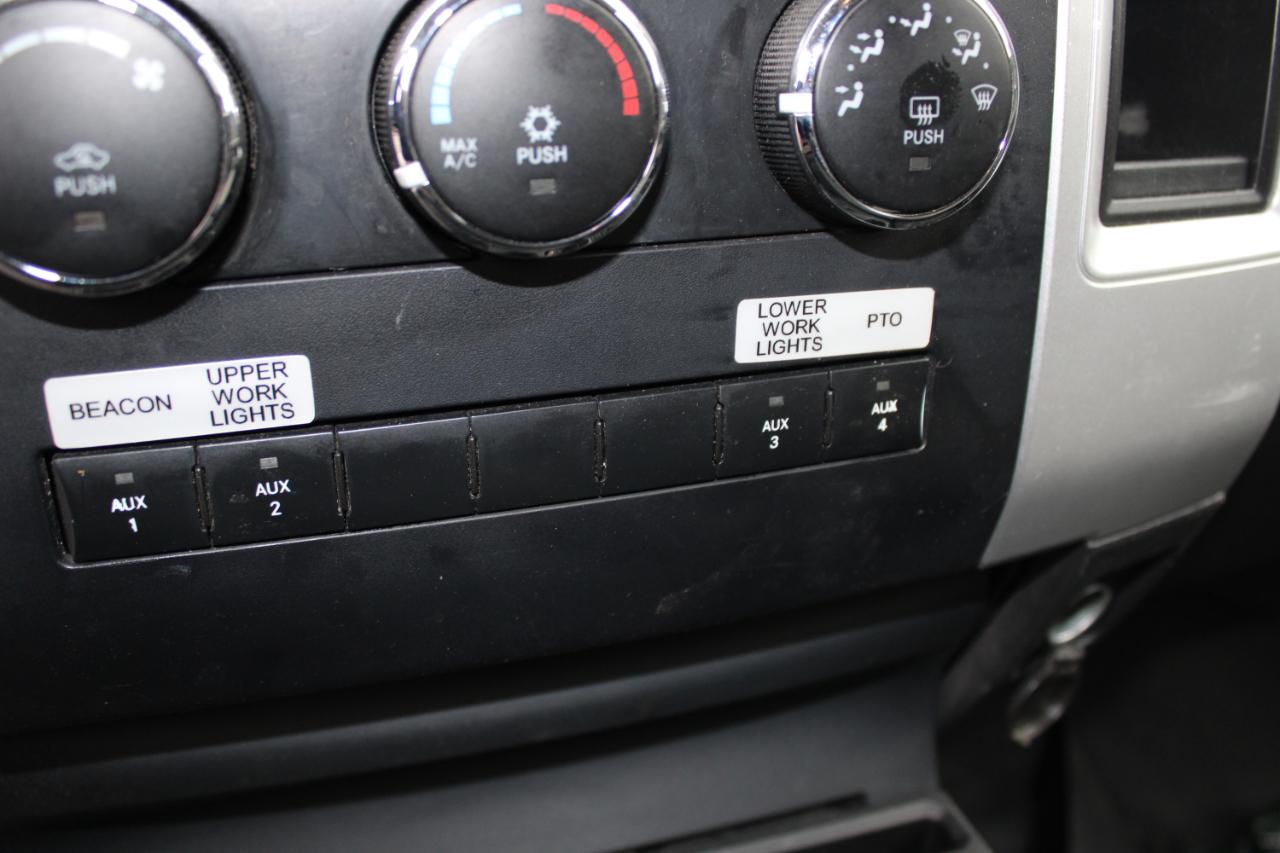 PUSH
MAX
A/C
PUSH
PUSH
BEACON
UPPER
WORK
LIGHTS
LOWER
WORK
LIGHTS
PTO
AUX
1
AUX
2
AUX
3
AUX
4